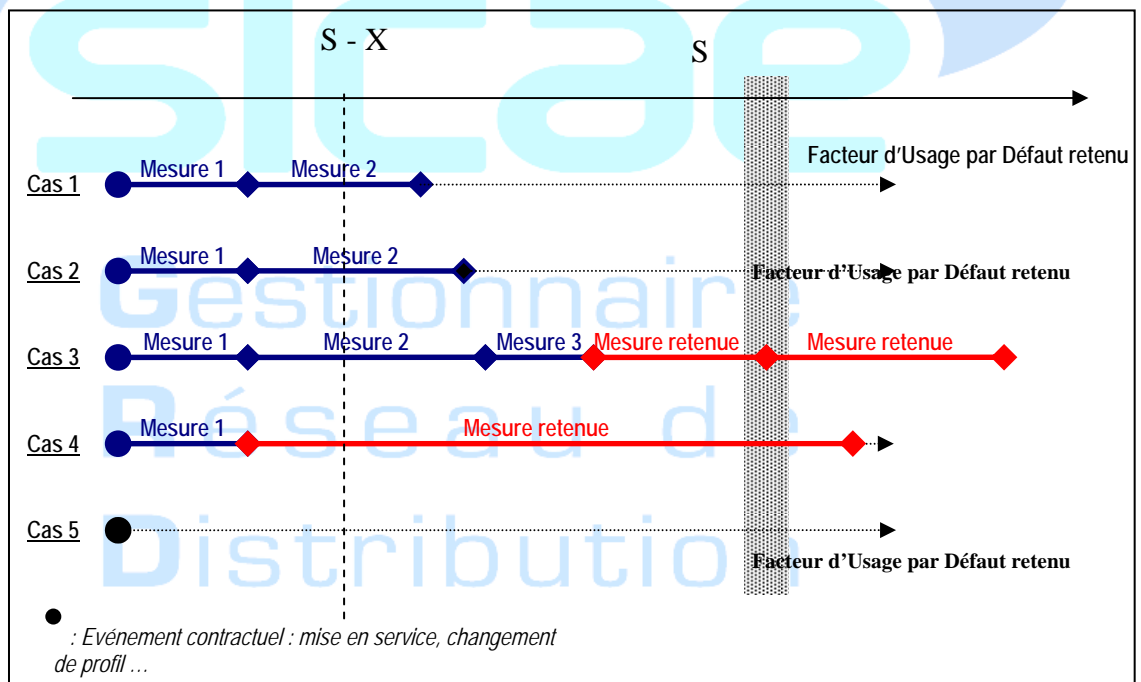 sicae
S - X
S
Facteur d'Usage par Défaut retenu
Cas 1
Mesure 1
Mesure 2
Cas 2
Mesure 1
Mesure 2
Facteur d'Usage par Défaut retenu
Gestionnaire
Cas 3
Mesure 1
Mesure 2
Mesure 3
Mesure retenue
Mesure retenue
Réseau de
Cas 4
Mesure 1
Mesure retenue
Cas 5
Facteur d'Usage par Défaut retenu
Distribution
: Evénement contractuel : mise en service, changement
de profil ...